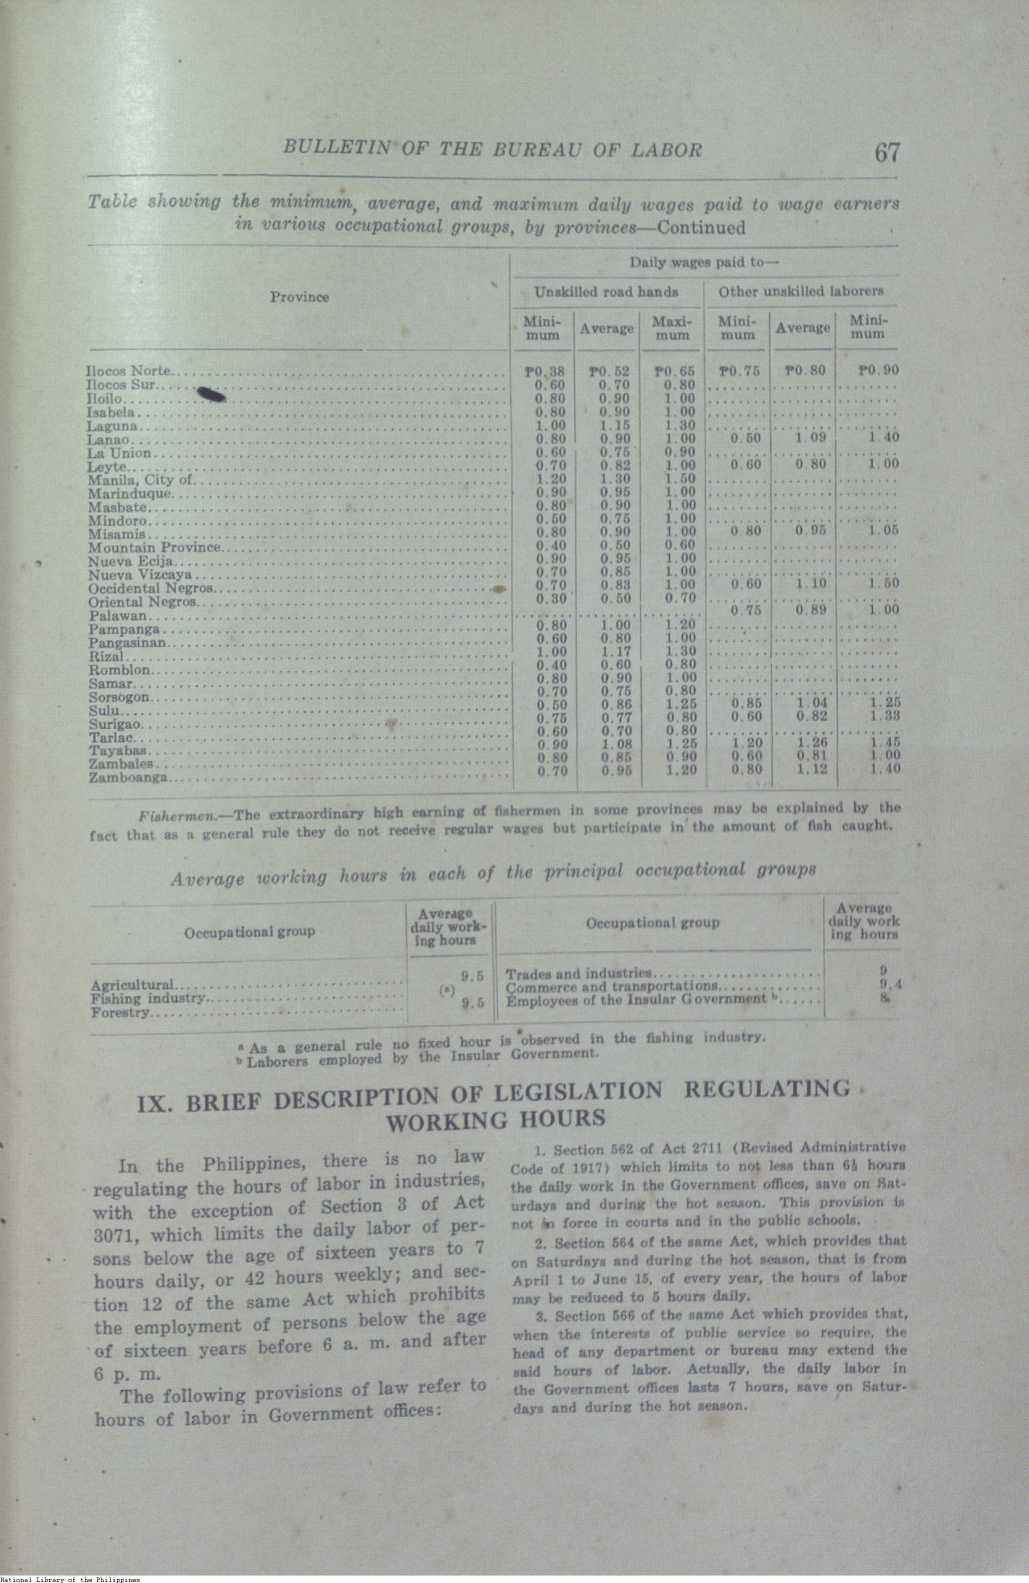 BULLETIN OF THE BUREAU OF LABOR 67
Table showing the minimum, average, and maximum daily wages paid to wage earners
in various occupational groups, by provinces—Continued
Province
Daily wages paid to—
Unskilled road hands Other unskilled laborers
Mini-mum Average Maxi-mum Mini-mum Average Mini-mum
Ilocos Norte ₱0.38 ₱0.52 ₱0.65 ₱0.75 ₱0.80 ₱0.90
Ilocos Sur 0.60 0.70 0.80
Iloilo 0.80 0.90 1.00
Isabela 0.80 0.90 1.00
Laguna 1.00 1.15 1.30
Lanao 0.80 0.90 1.00 0.50 1.09 1.40
La Union 0.60 0.75 0.90
Leyte 0.70 0.82 1.00 0.60 0.80 1.00
Manila, City of 1.20 1.30 1.50
Marinduque 0.90 0.95 1.00
Masbate 0.80 0.90 1.00
Mindoro 0.50 0.75 1.00
Misamis 0.80 0.90 1.00 0.80 0.95 1.05
Mountain Province 0.40 0.50 0.60
Nueva Ecija 0.90 0.95 1.00
Nueva Vizcaya 0.70 0.85 1.00
Occidental Negros 0.70 0.83 1.00 0.60 1.10 1.50
Oriental Negros 0.30 0.50 0.70
Palawan 0.75 0.89 1.00
Pampanga 0.80 1.00 1.20
Pangasinan 0.60 0.80 1.00
Rizal 1.00 1.17 1.30
Romblon 0.40 0.60 0.80
Samar 0.80 0.90 1.00
Sorsogon 0.70 0.75 0.80
Sulu 0.50 0.86 1.25 0.85 1.04 1.25
Surigao 0.75 0.77 0.80 0.60 0.82 1.33
Tarlac 0.60 0.70 0.80
Tayabas 0.90 1.08 1.25 1.20 1.26 1.45
Zambales 0.80 0.85 0.90 0.60 0.81 1.00
Zamboanga 0.70 0.95 1.20 0.80 1.12 1.40
Fishermen.—The extraordinary high earning of fishermen in some provinces may be explained by the
fact that as a general rule they do not receive regular wages but participate in the amount of fish caught.
Average working hours in each of the principal occupational groups
Occupational group Average daily work-ing hours Occupational group Average daily work ing hours
Agricultural 9.5 Trades and industries 9
Fishing industry (a) Commerce and transportations 9.4
Forestry 9.5 Employees of the Insular Government b 8
a As a general rule no fixed hour is observed in the fishing industry.
b Laborers employed by the Insular Government.
IX. BRIEF DESCRIPTION OF LEGISLATION REGULATING
WORKING HOURS
In the Philippines, there is no law
regulating the hours of labor in industries,
with the exception of Section 3 of Act
3071, which limits the daily labor of per-
sons below the age of sixteen years to 7
hours daily, or 42 hours weekly; and sec-
tion 12 of the same Act which prohibits
the employment of persons below the age
of sixteen years before 6 a. m. and after
6 p. m.
The following provisions of law refer to
hours of labor in Government offices:
1. Section 562 of Act 2711 (Revised Administrative
Code of 1917) which limits to not less than 6½ hours
the daily work in the Government offices, save on Sat-
urdays and during the hot season. This provision is
not in force in courts and in the public schools.
2. Section 564 of the same Act, which provides that
on Saturdays and during the hot season, that is from
April 1 to June 15, of every year, the hours of labor
may be reduced to 5 hours daily.
3. Section 566 of the same Act which provides that,
when the interests of public service so require, the
head of any department or bureau may extend the
said hours of labor. Actually, the daily labor in
the Government offices lasts 7 hours, save on Satur-
days and during the hot season.
National Library of the Philippines